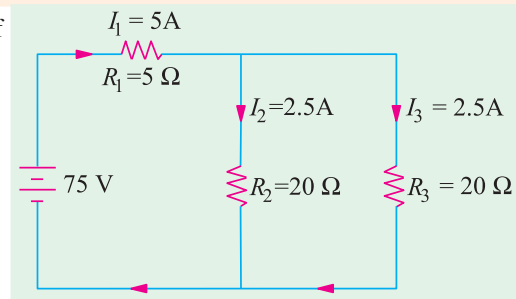 f
I₁ = 5A
R₁=5 Ω
I₂=2.5A
I₃ = 2.5A
75 V
R₂=20 Ω
R₃ = 20 Ω